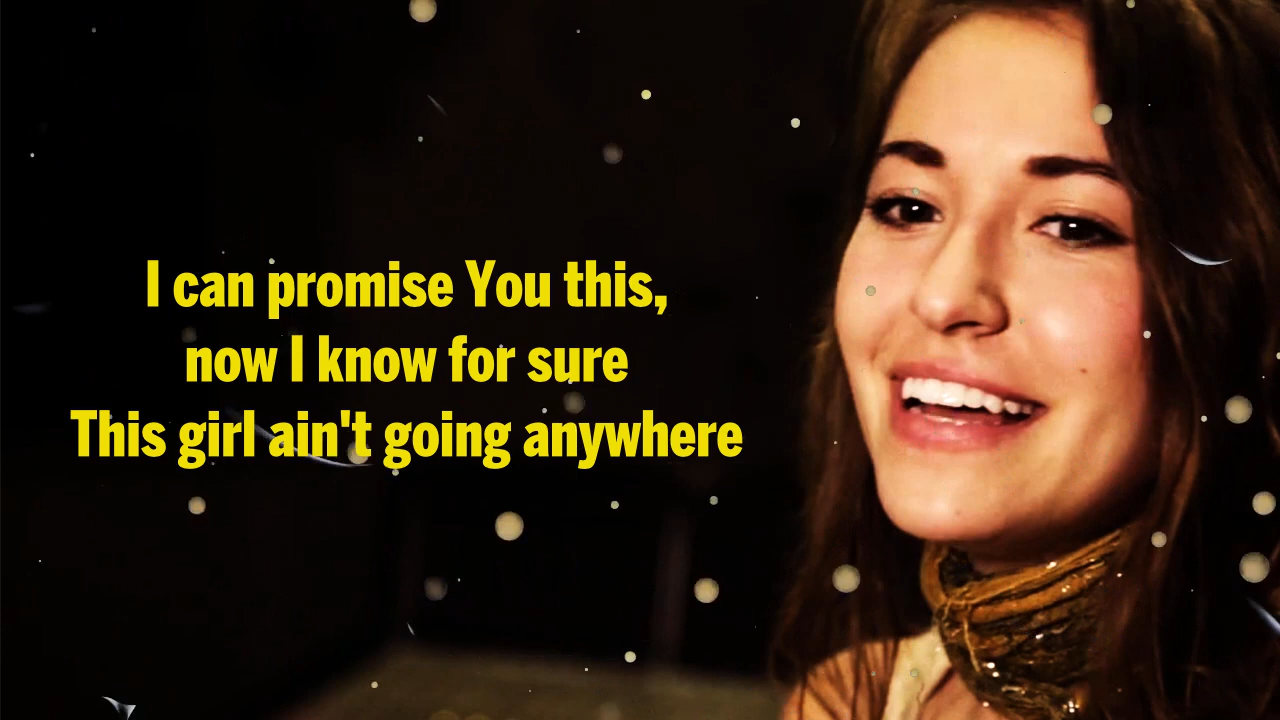 I can promise You this,
now I know for sure
This girl ain't going anywhere